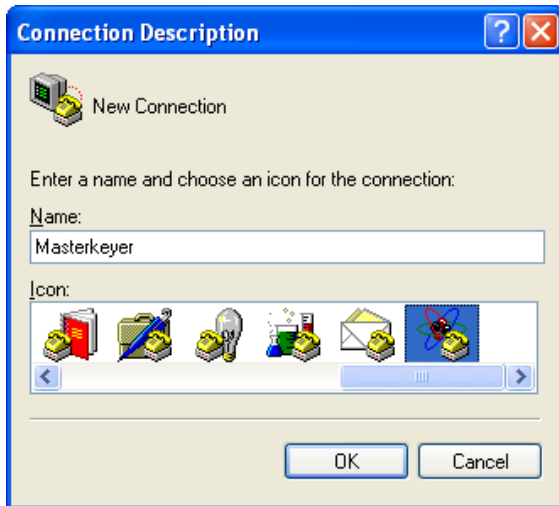 Connection Description
New Connection
Enter a name and choose an icon for the connection:
Name:
Masterkeyer
Icon:
OK Cancel